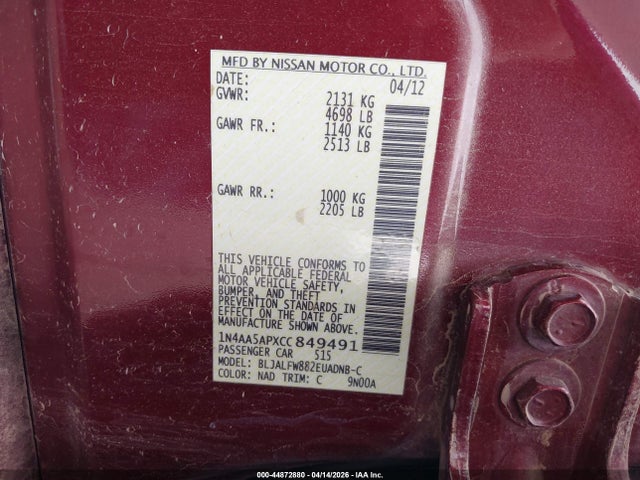 MFD BY NISSAN MOTOR CO., LTD.
DATE: 04/12
GVWR: 2131 KG
4698 LB
GAWR FR.: 1140 KG
2513 LB
GAWR RR.: 1000 KG
2205 LB
THIS VEHICLE CONFORMS TO
ALL APPLICABLE FEDERAL
MOTOR VEHICLE SAFETY,
BUMPER, AND THEFT
PREVENTION STANDARDS IN
EFFECT ON THE DATE OF
MANUFACTURE SHOWN ABOVE.
1N4AA5APXCC 849491
PASSENGER CAR 515
MODEL: BLJALFW882EUADNB-C
COLOR: NAD TRIM: C 9N00A
000-44872880 - 04/14/2026 - IAA Inc.